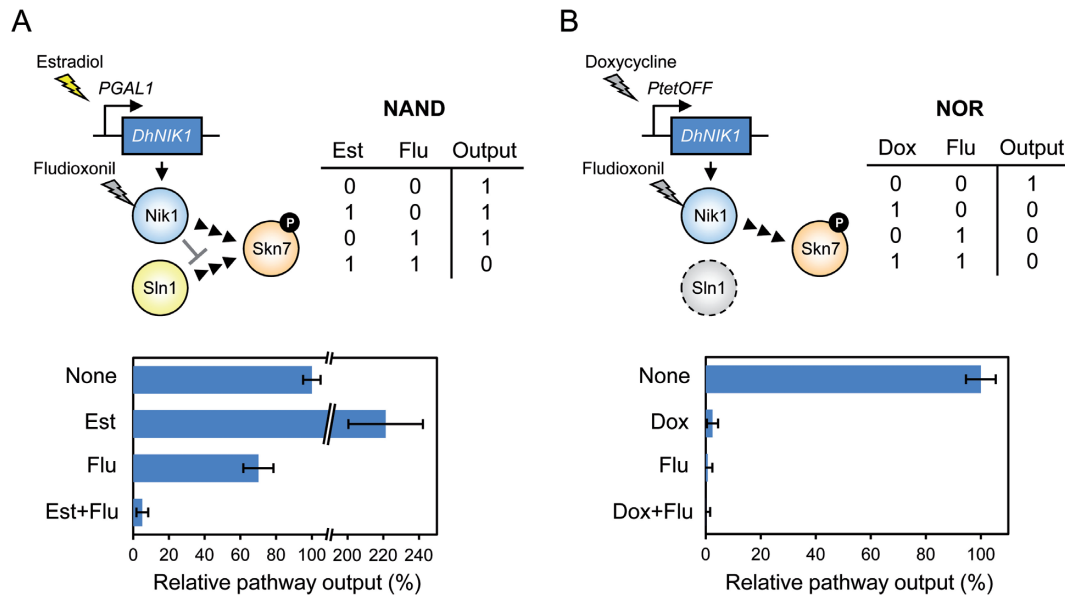 A
Estradiol
PGAL1
DhNIK1
Fludioxonil
Nik1
P
Skn7
Sln1
NAND
Est Flu Output
0 0 1
1 0 1
0 1 1
1 1 0
None
Est
Flu
Est+Flu
0 20 40 60 80 100 200 220 240
Relative pathway output (%)
B
Doxycycline
PtetOFF
DhNIK1
Fludioxonil
Nik1
P
Skn7
Sln1
NOR
Dox Flu Output
0 0 1
1 0 0
0 1 0
1 1 0
None
Dox
Flu
Dox+Flu
0 20 40 60 80 100
Relative pathway output (%)